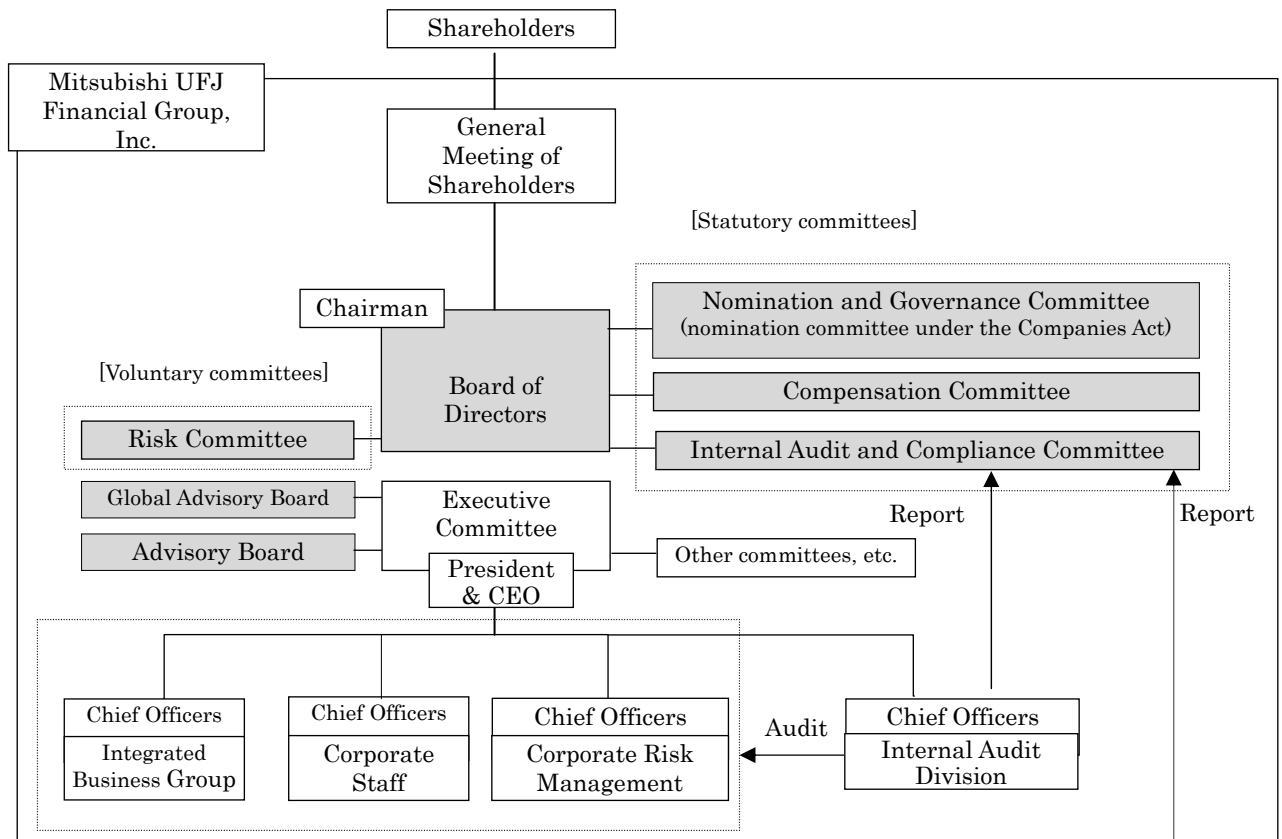 Shareholders
Mitsubishi UFJ
Financial Group,
Inc.
General
Meeting of
Shareholders
[Statutory committees]
Chairman
Board of
Directors
Nomination and Governance Committee
(nomination committee under the Companies Act)
Compensation Committee
Internal Audit and Compliance Committee
[Voluntary committees]
Risk Committee
Global Advisory Board
Advisory Board
Executive
Committee
President
& CEO
Other committees, etc.
Report
Report
Chief Officers
Integrated
Business Group
Chief Officers
Corporate
Staff
Chief Officers
Corporate Risk
Management
Audit
Chief Officers
Internal Audit
Division